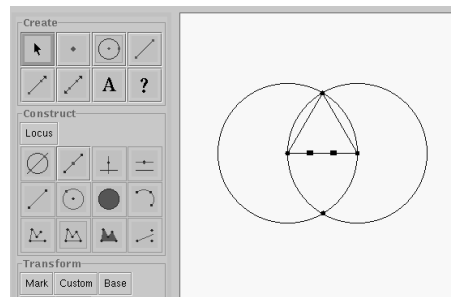 Create
A ?
Construct
Locus
Transform
Mark Custom Base